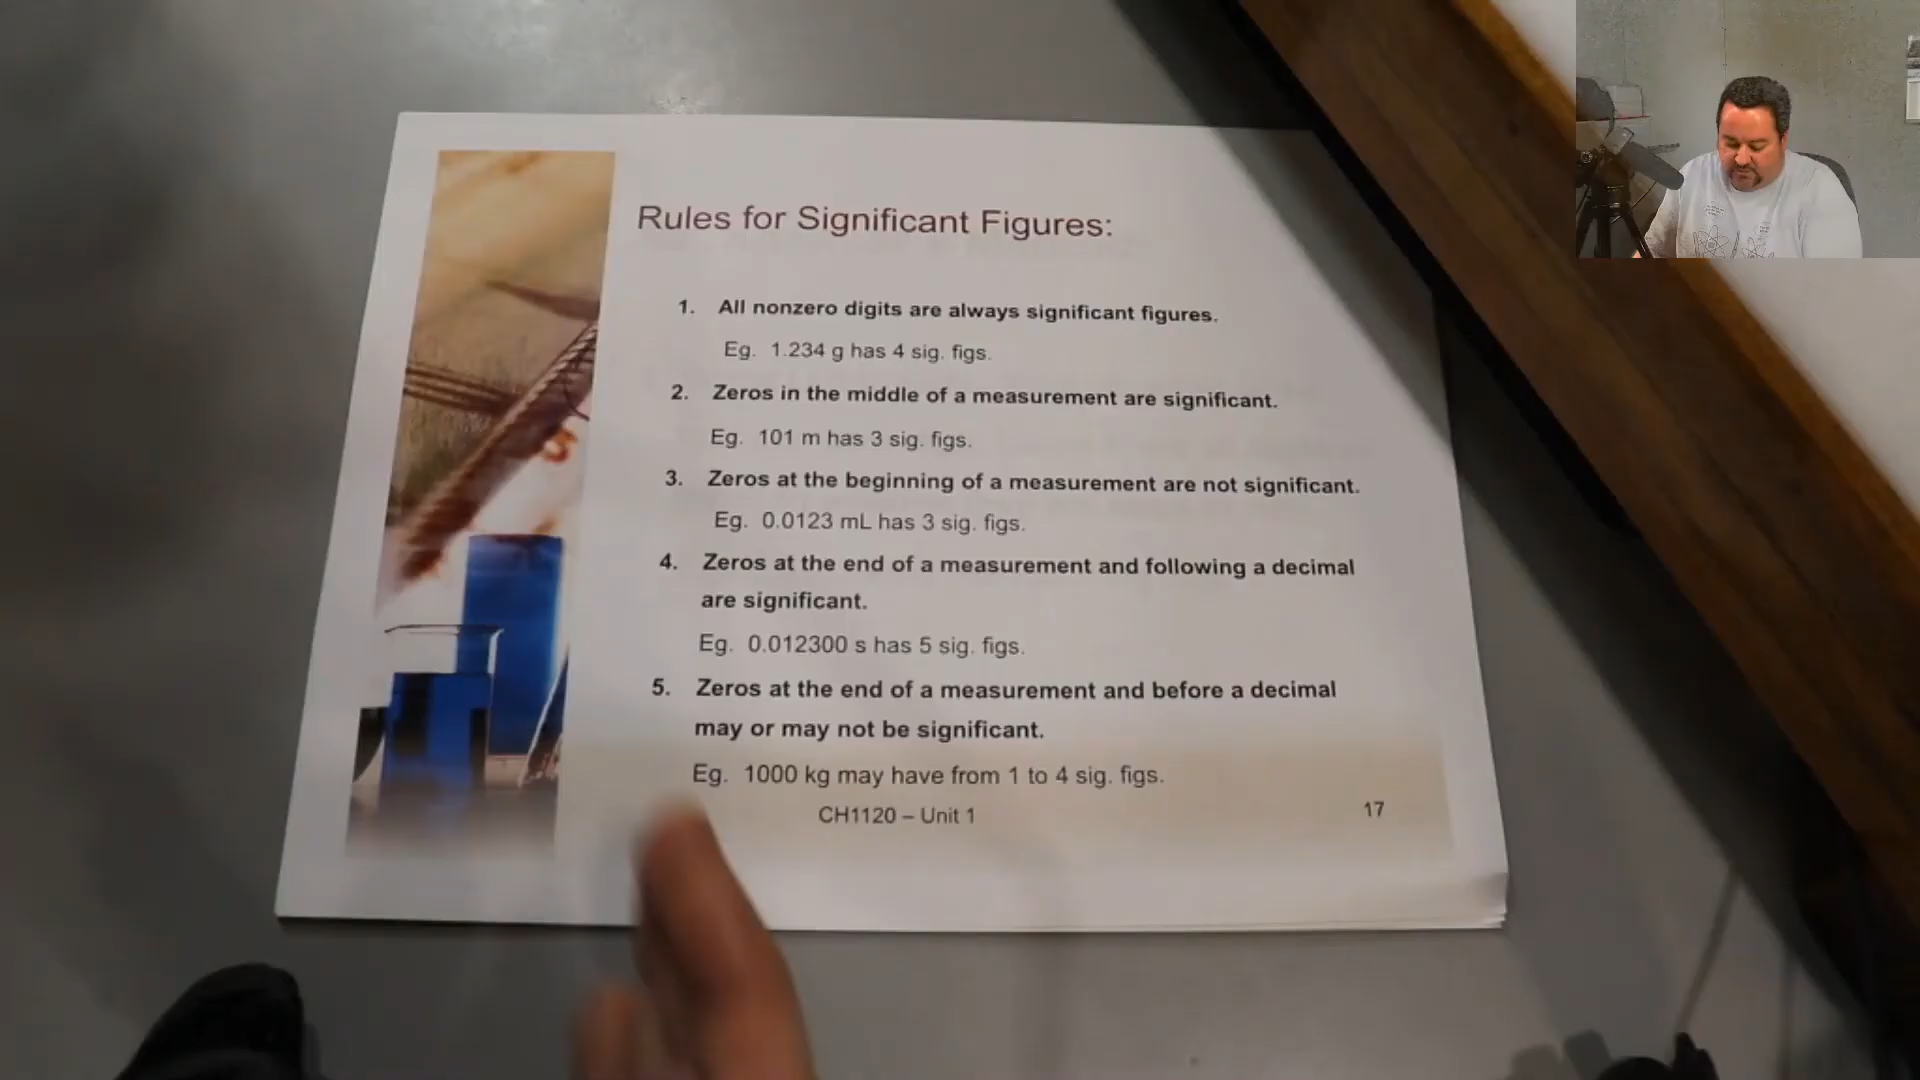 Rules for Significant Figures:
1. All nonzero digits are always significant figures.
Eg. 1.234 g has 4 sig. figs.
2. Zeros in the middle of a measurement are significant.
Eg. 101 m has 3 sig. figs.
3. Zeros at the beginning of a measurement are not significant.
Eg. 0.0123 mL has 3 sig. figs.
4. Zeros at the end of a measurement and following a decimal
are significant.
Eg. 0.012300 s has 5 sig. figs.
5. Zeros at the end of a measurement and before a decimal
may or may not be significant.
Eg. 1000 kg may have from 1 to 4 sig. figs.
CH1120 – Unit 1
17